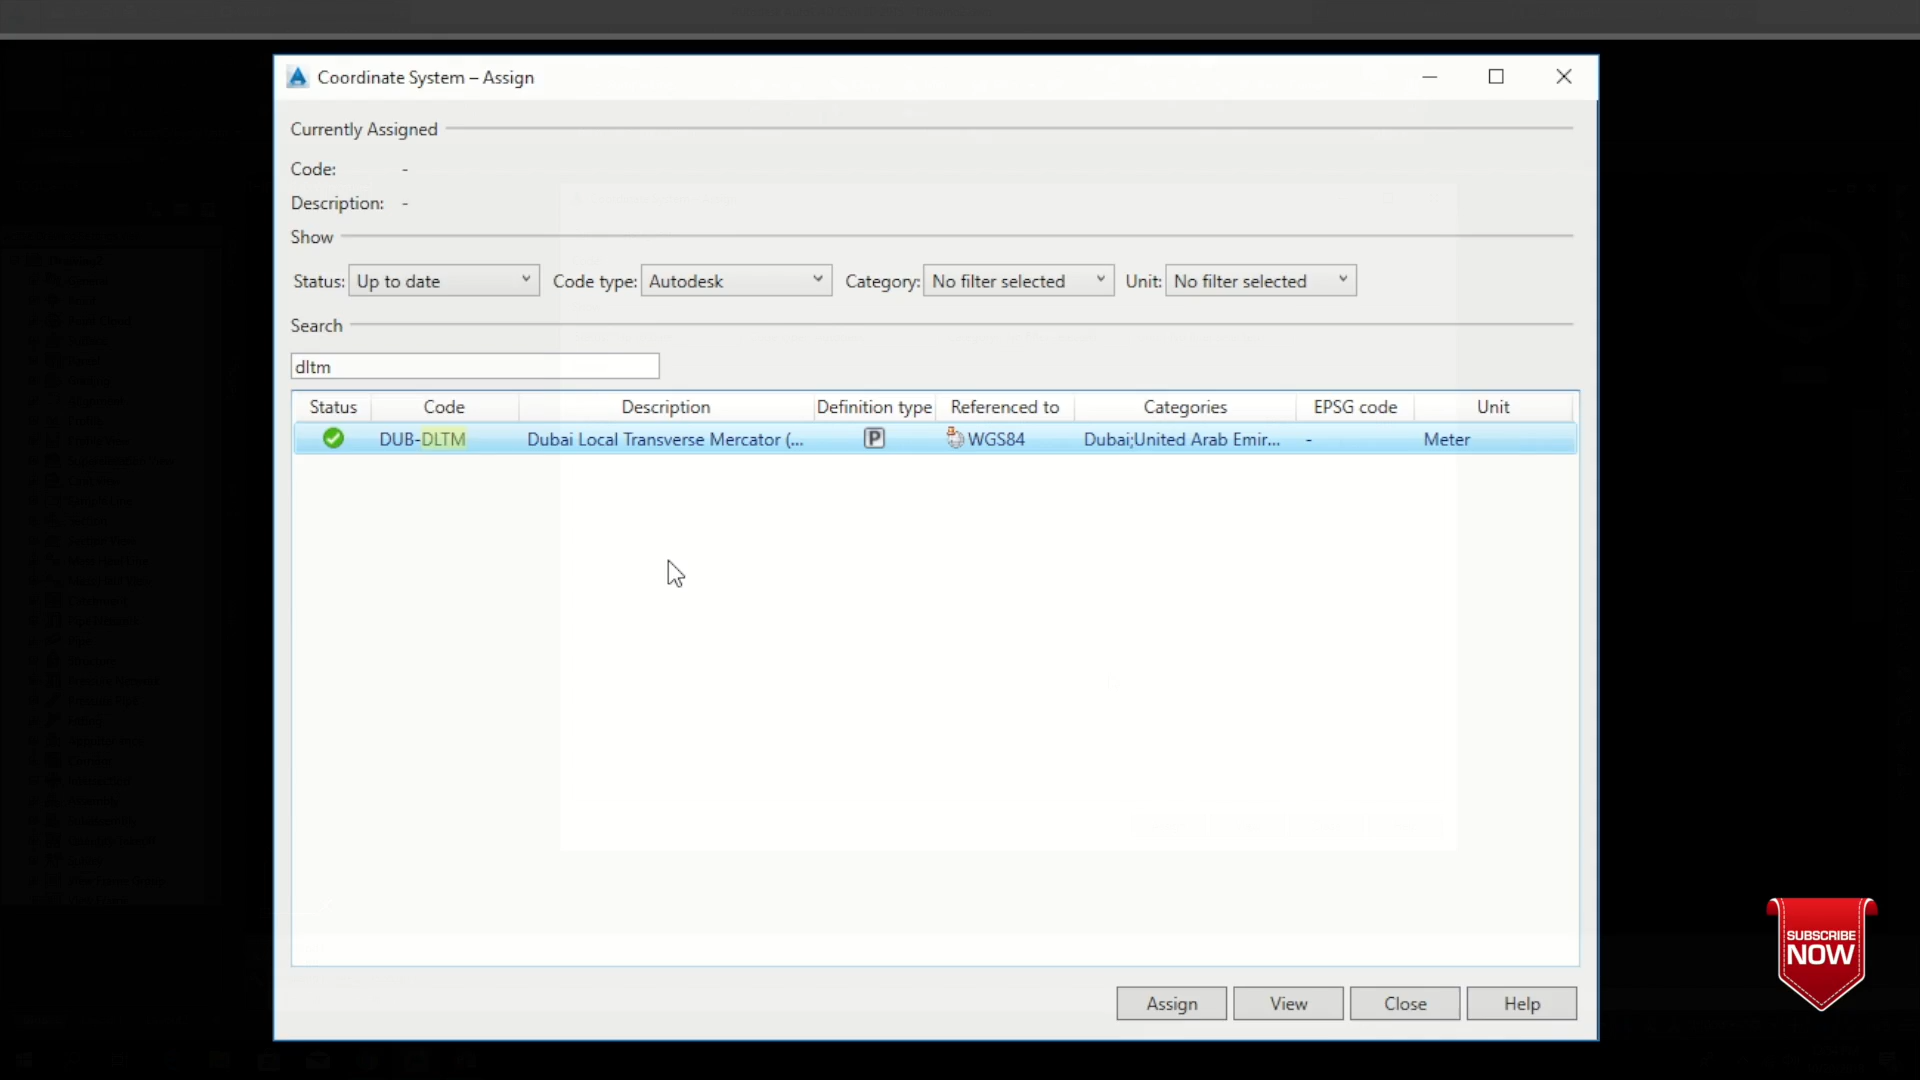 Coordinate System – Assign
Currently Assigned
Code: -
Description: -
Show
Status: Up to date Code type: Autodesk Category: No filter selected Unit: No filter selected
Search
dltm
Status Code Description Definition type Referenced to Categories EPSG code Unit
DUB-DLTM Dubai Local Transverse Mercator (... P WGS84 Dubai;United Arab Emir... - Meter
Assign View Close Help
SUBSCRIBE
NOW